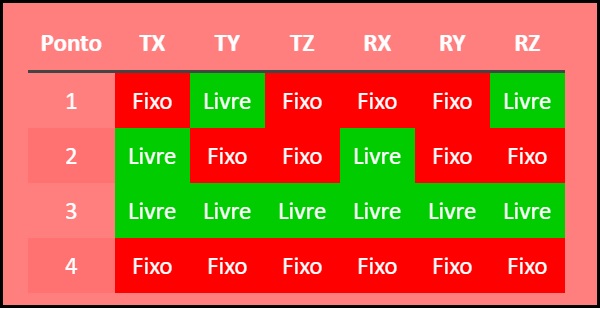 Ponto TX TY TZ RX RY RZ
1 Fixo Livre Fixo Fixo Fixo Livre
2 Livre Fixo Fixo Livre Fixo Fixo
3 Livre Livre Livre Livre Livre Livre
4 Fixo Fixo Fixo Fixo Fixo Fixo